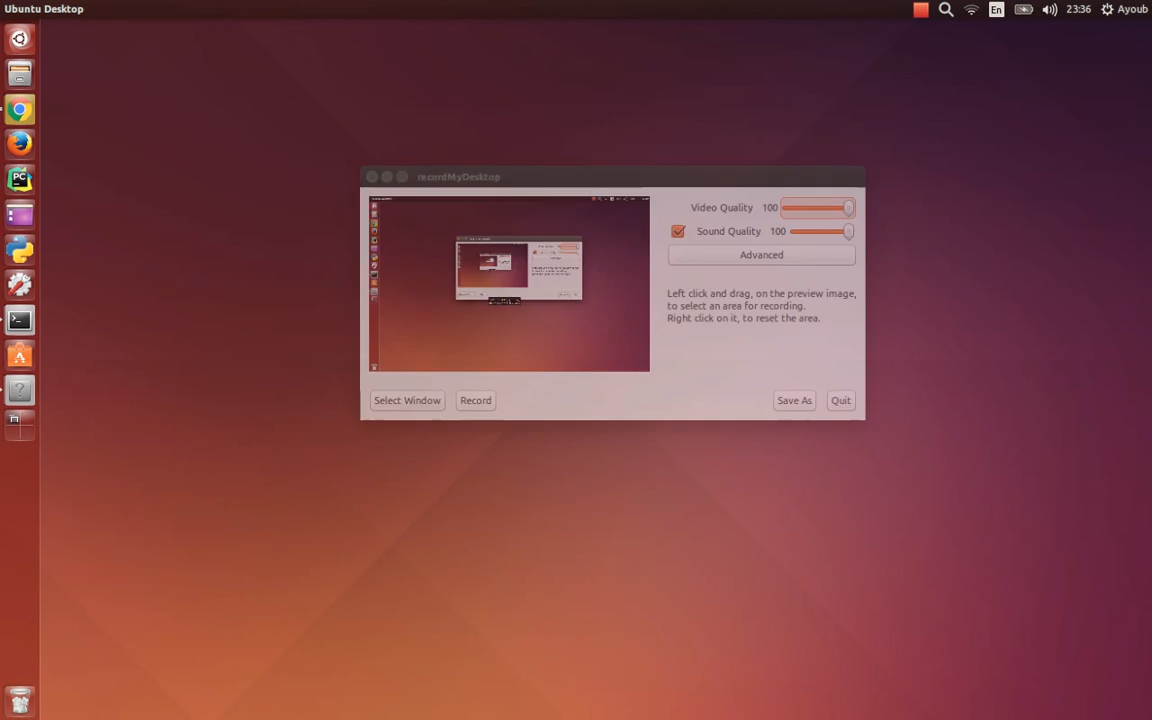 Ubuntu Desktop
En
23:36
Ayoub
recordMyDesktop
Video Quality 100
Sound Quality 100
Advanced
Left click and drag, on the preview image,
to select an area for recording.
Right click on it, to reset the area.
Select Window
Record
Save As
Quit
PC